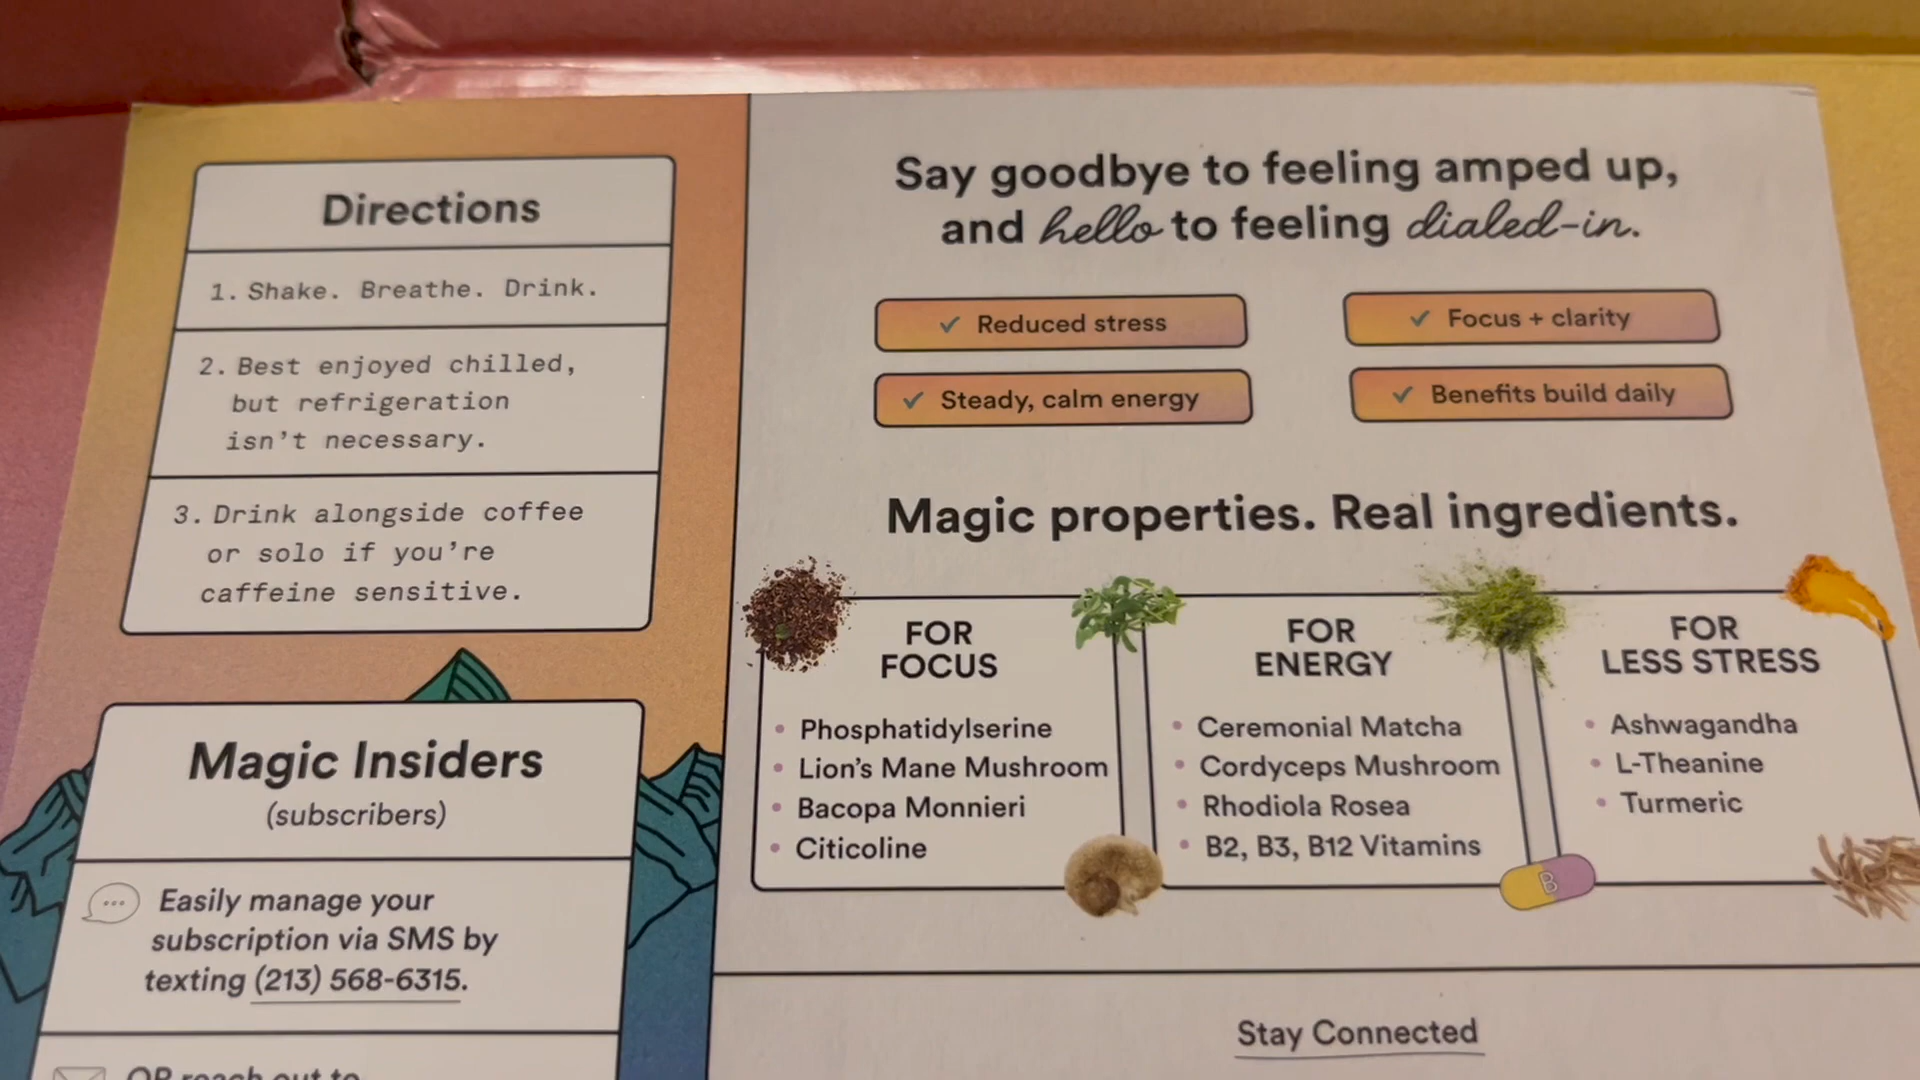 Directions
1. Shake. Breathe. Drink.
2. Best enjoyed chilled,
but refrigeration
isn't necessary.
3. Drink alongside coffee
or solo if you're
caffeine sensitive.
Magic Insiders
(subscribers)
Easily manage your
subscription via SMS by
texting (213) 568-6315.
OR reach out to
Say goodbye to feeling amped up,
and hello to feeling dialed-in.
✓ Reduced stress
✓ Focus + clarity
✓ Steady, calm energy
✓ Benefits build daily
Magic properties. Real ingredients.
FOR
FOCUS
• Phosphatidylserine
• Lion's Mane Mushroom
• Bacopa Monnieri
• Citicoline
FOR
ENERGY
• Ceremonial Matcha
• Cordyceps Mushroom
• Rhodiola Rosea
• B2, B3, B12 Vitamins
B
FOR
LESS STRESS
• Ashwagandha
• L-Theanine
• Turmeric
Stay Connected